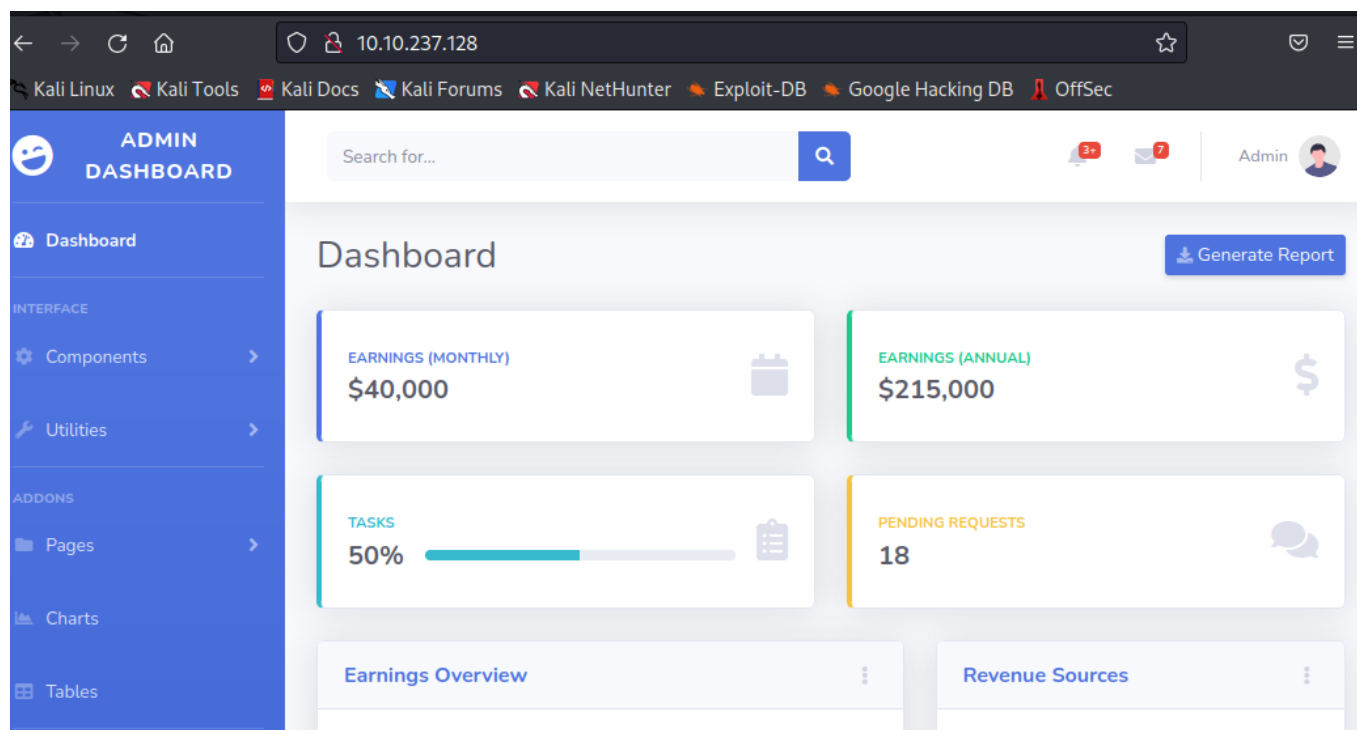 10.10.237.128
Kali Linux Kali Tools Kali Docs Kali Forums Kali NetHunter Exploit-DB Google Hacking DB OffSec
ADMIN
DASHBOARD
Search for...
3+
7
Admin
Dashboard
Dashboard
Generate Report
INTERFACE
Components
Utilities
ADDONS
Pages
Charts
Tables
EARNINGS (MONTHLY)
$40,000
EARNINGS (ANNUAL)
$215,000
TASKS
50%
PENDING REQUESTS
18
Earnings Overview
Revenue Sources